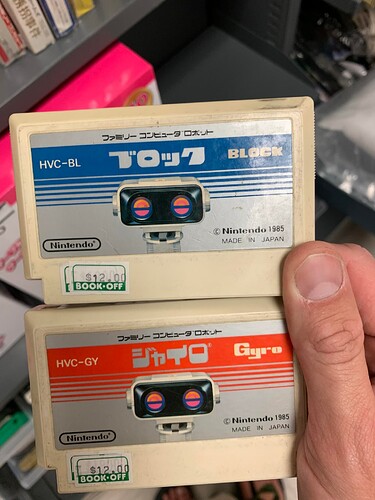 ファミリー コンピュータ ロボット
HVC-BL ブロック BLOCK
© Nintendo 1985
MADE IN JAPAN
Nintendo
$12.00
BOOK·OFF
ファミリー コンピュータ ロボット
HVC-GY ジャイロ Gyro
© Nintendo 1985
MADE IN JAPAN
Nintendo
$12.00
BOOK·OFF